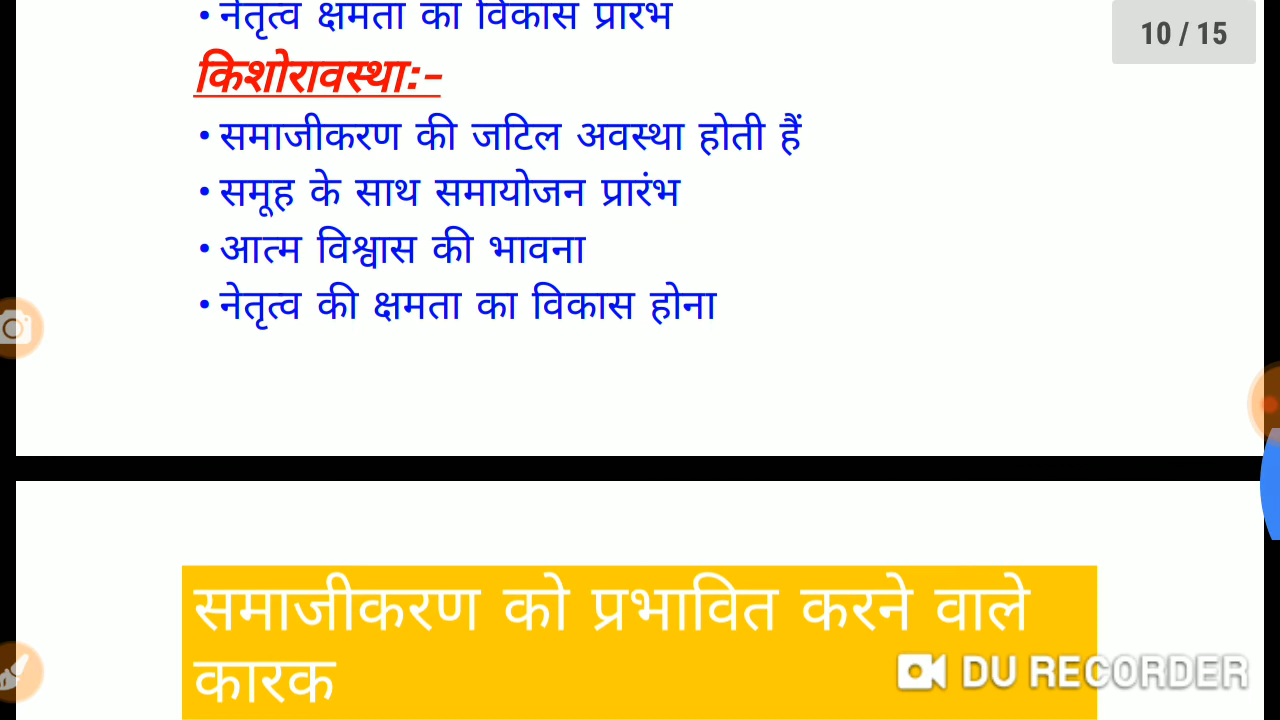 • नेतृत्व क्षमता का विकास प्रारंभ
10 / 15
किशोरावस्था:-
• समाजीकरण की जटिल अवस्था होती हैं
• समूह के साथ समायोजन प्रारंभ
• आत्म विश्वास की भावना
• नेतृत्व की क्षमता का विकास होना
समाजीकरण को प्रभावित करने वाले
कारक
DU RECORDER